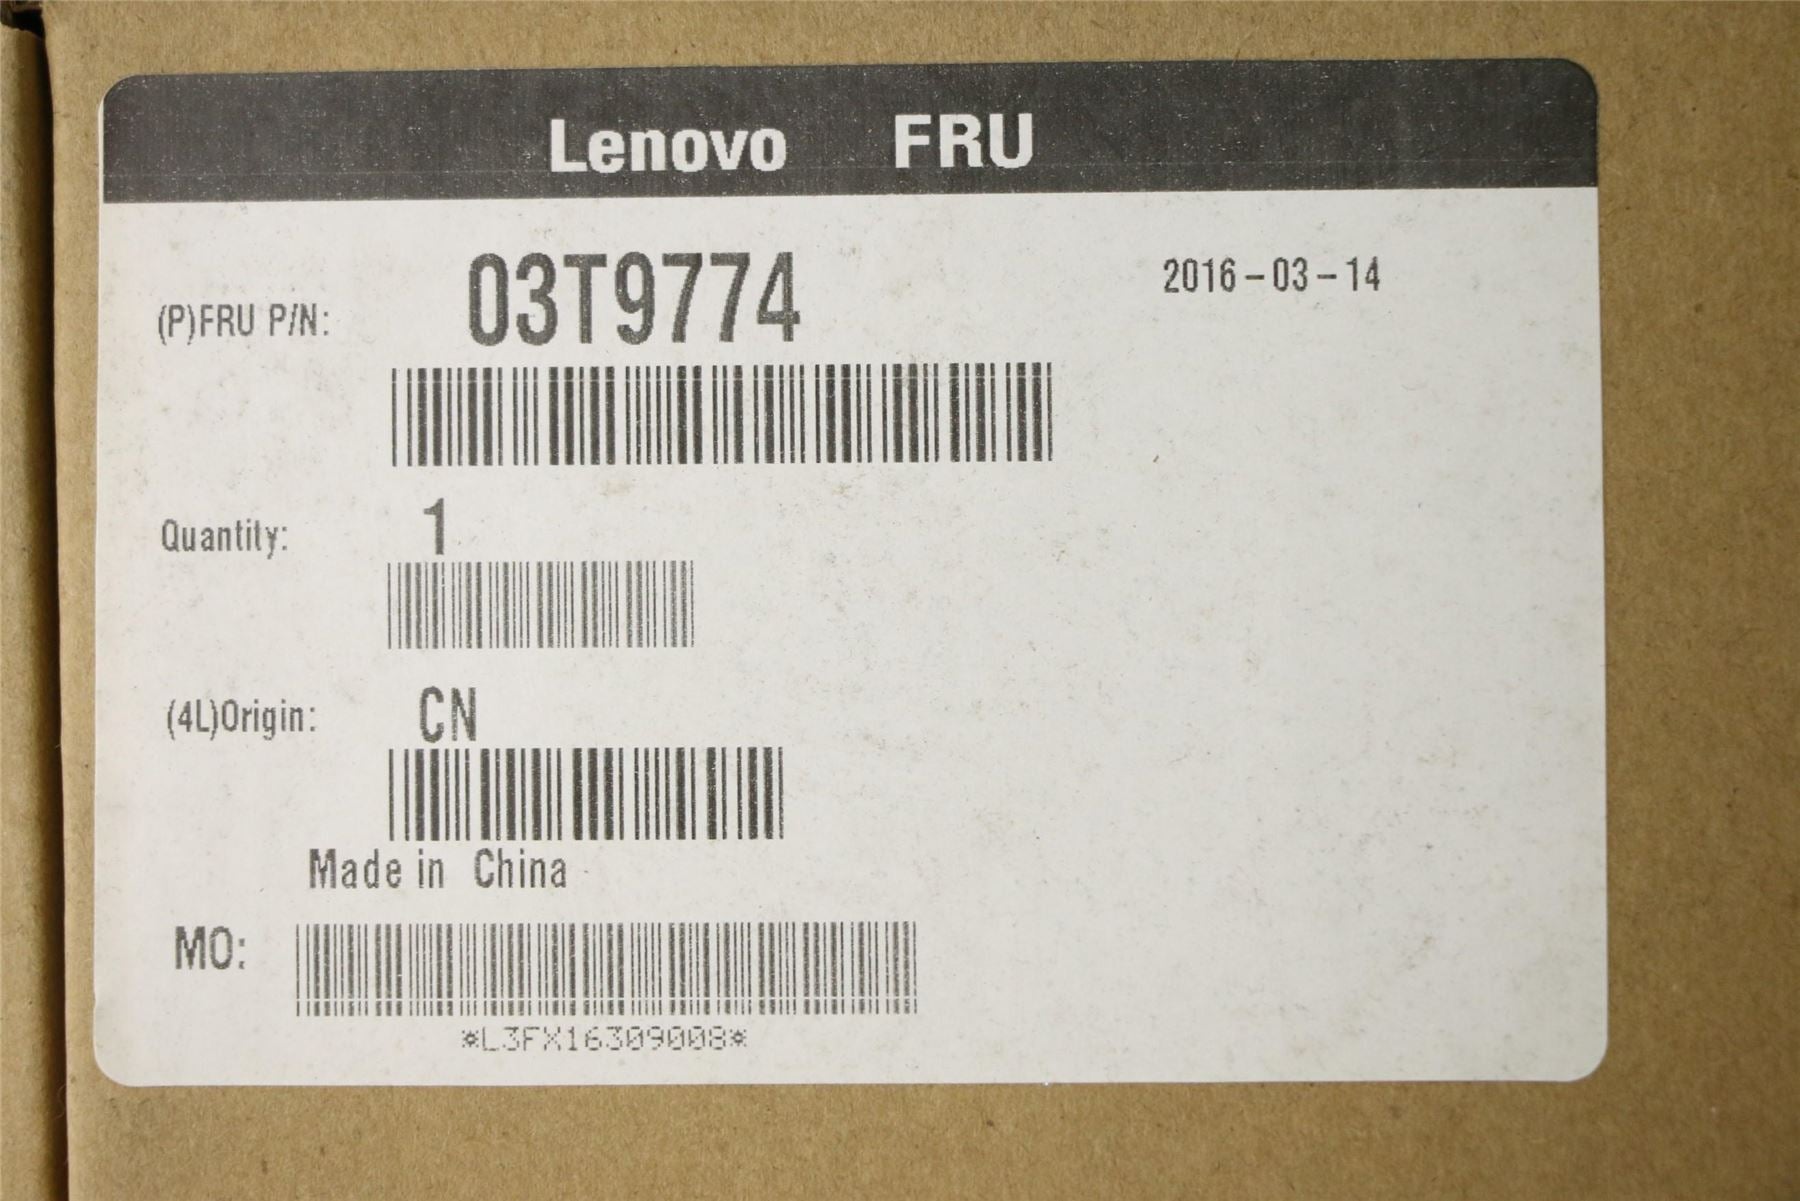 Lenovo FRU
(P)FRU P/N: 03T9774 2016-03-14
Quantity: 1
(4L)Origin: CN
Made in China
MO:
*L3FX16309008*